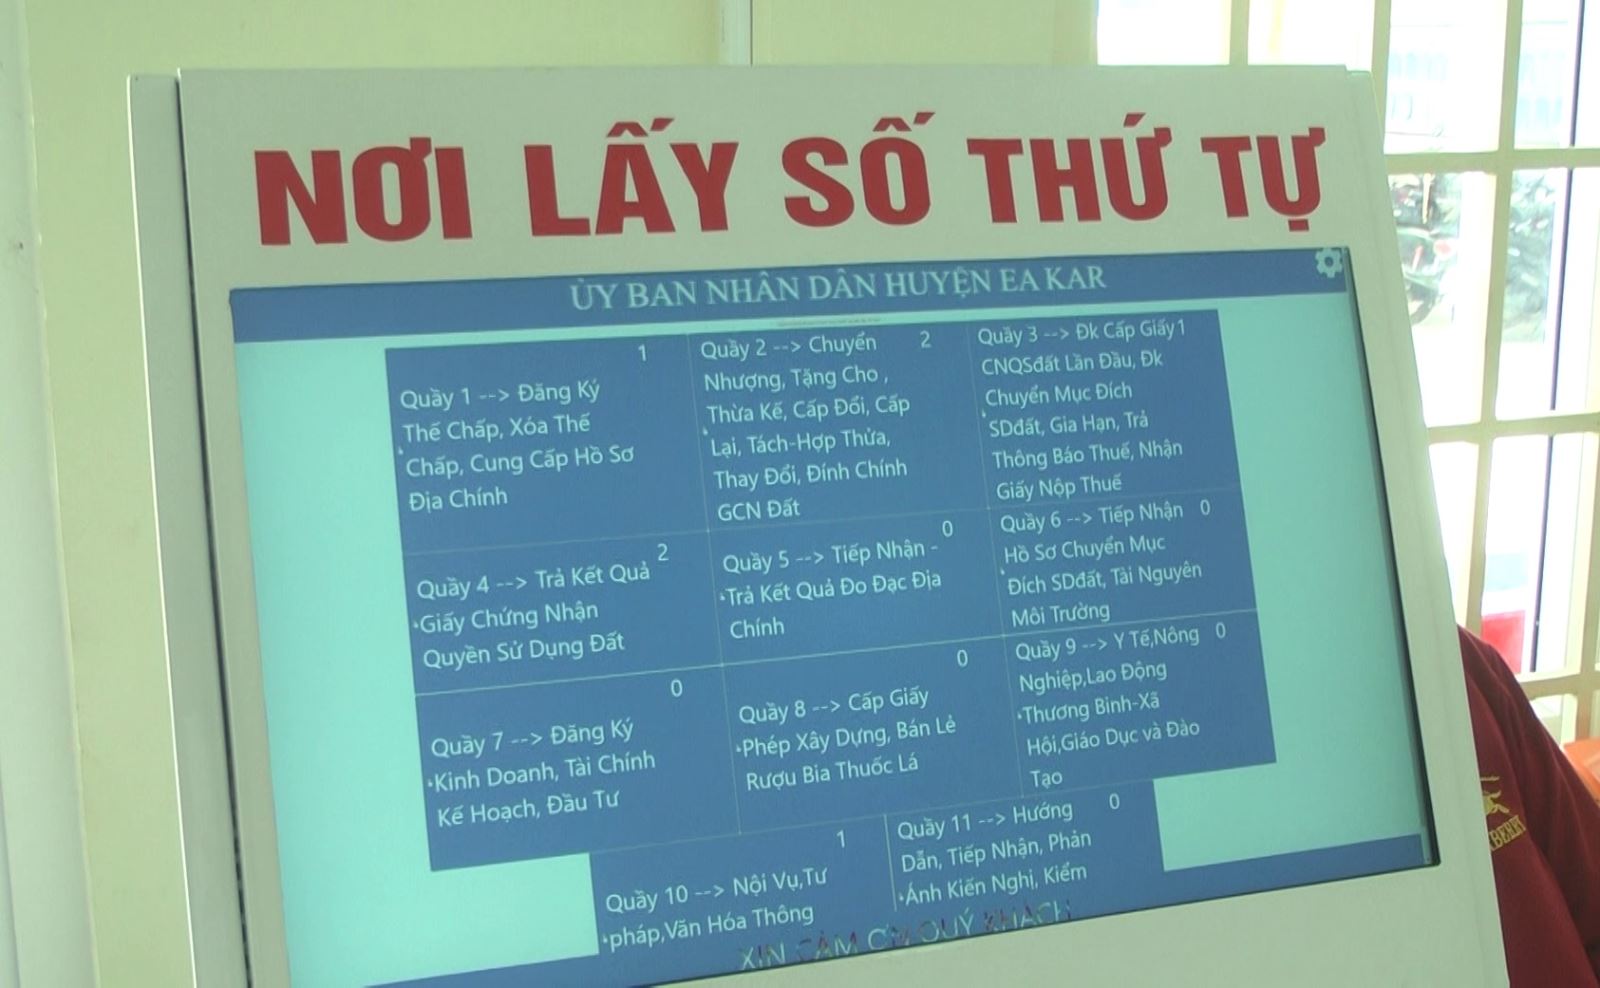 NƠI LẤY SỐ THỨ TỰ
ỦY BAN NHÂN DÂN HUYỆN EA KAR
1
Quầy 1 --> Đăng Ký
Thế Chấp, Xóa Thế
Chấp, Cung Cấp Hồ Sơ
Địa Chính
Quầy 2 --> Chuyển 2
Nhượng, Tặng Cho ,
Thừa Kế, Cấp Đổi, Cấp
Lại, Tách-Hợp Thửa,
Thay Đổi, Đính Chính
GCN Đất
Quầy 3 --> Đk Cấp Giấy 1
CNQSđất Lần Đầu, Đk
Chuyển Mục Đích
SDđất, Gia Hạn, Trả
Thông Báo Thuế, Nhận
Giấy Nộp Thuế
2
Quầy 4 --> Trả Kết Quả
Giấy Chứng Nhận
Quyền Sử Dụng Đất
0
Quầy 5 --> Tiếp Nhận -
Trả Kết Quả Đo Đạc Địa
Chính
Quầy 6 --> Tiếp Nhận 0
Hồ Sơ Chuyển Mục
Đích SDđất, Tài Nguyên
Môi Trường
0
Quầy 7 --> Đăng Ký
Kinh Doanh, Tài Chính
Kế Hoạch, Đầu Tư
0
Quầy 8 --> Cấp Giấy
Phép Xây Dựng, Bán Lẻ
Rượu Bia Thuốc Lá
Quầy 9 --> Y Tế,Nông 0
Nghiệp,Lao Động
Thương Binh-Xã
Hội,Giáo Dục và Đào
Tạo
1
Quầy 10 --> Nội Vụ,Tư
pháp,Văn Hóa Thông
Quầy 11 --> Hướng 0
Dẫn, Tiếp Nhận, Phản
Ánh Kiến Nghị, Kiểm
XIN CẢM ƠN QUÝ KHÁCH